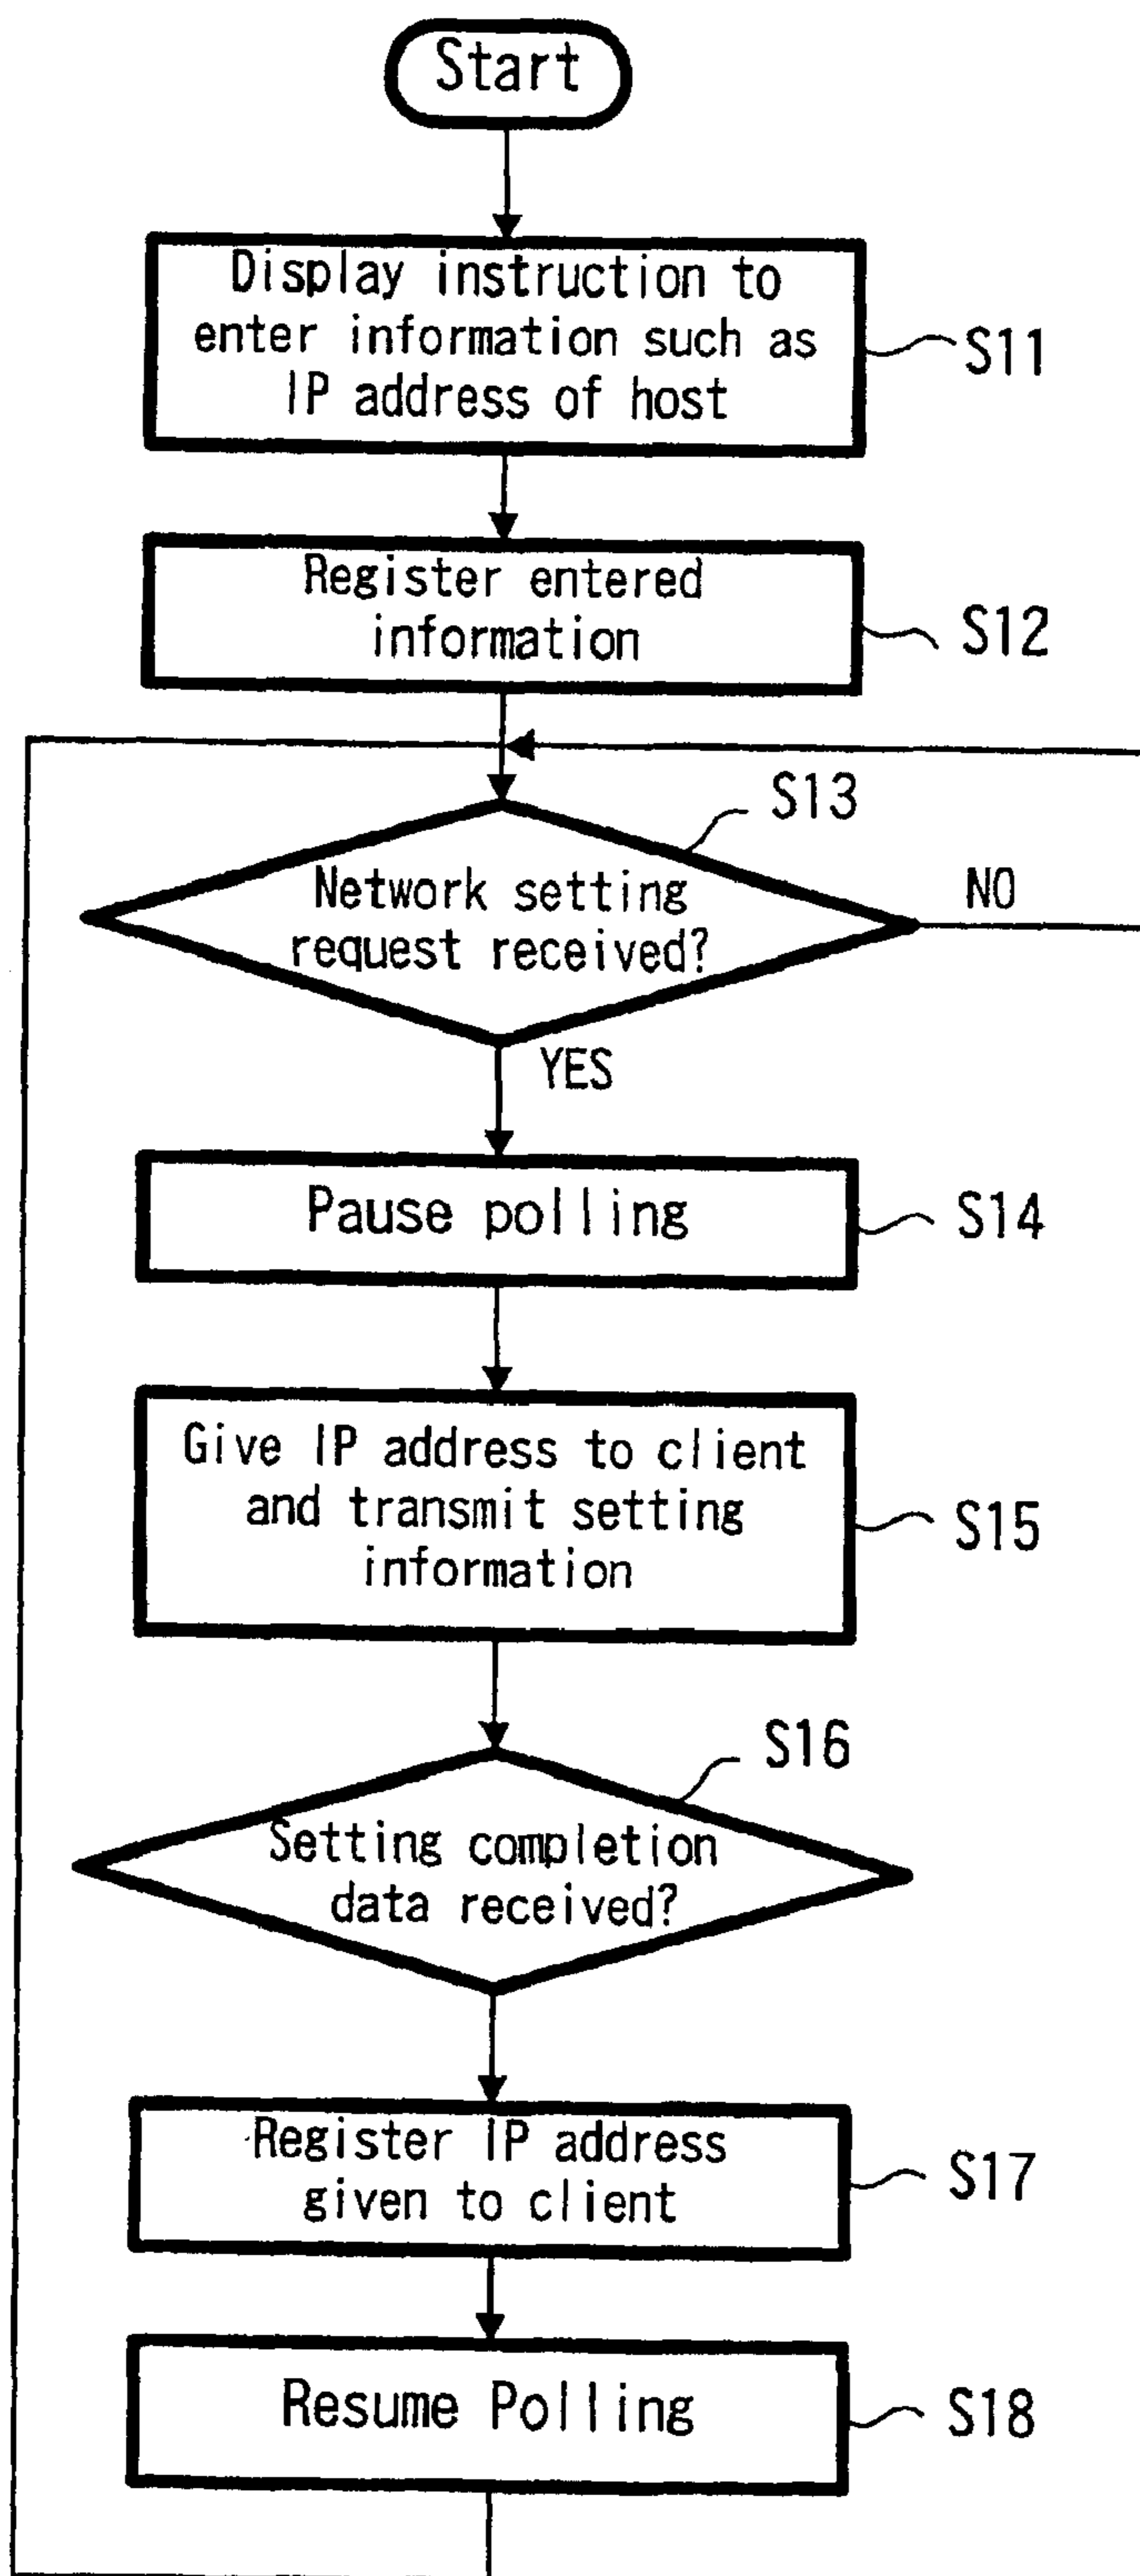 Start
Display instruction to
enter information such as
IP address of host
S11
Register entered
information
S12
S13
Network setting
request received?
NO
YES
Pause polling
S14
Give IP address to client
and transmit setting
information
S15
S16
Setting completion
data received?
Register IP address
given to client
S17
Resume Polling
S18